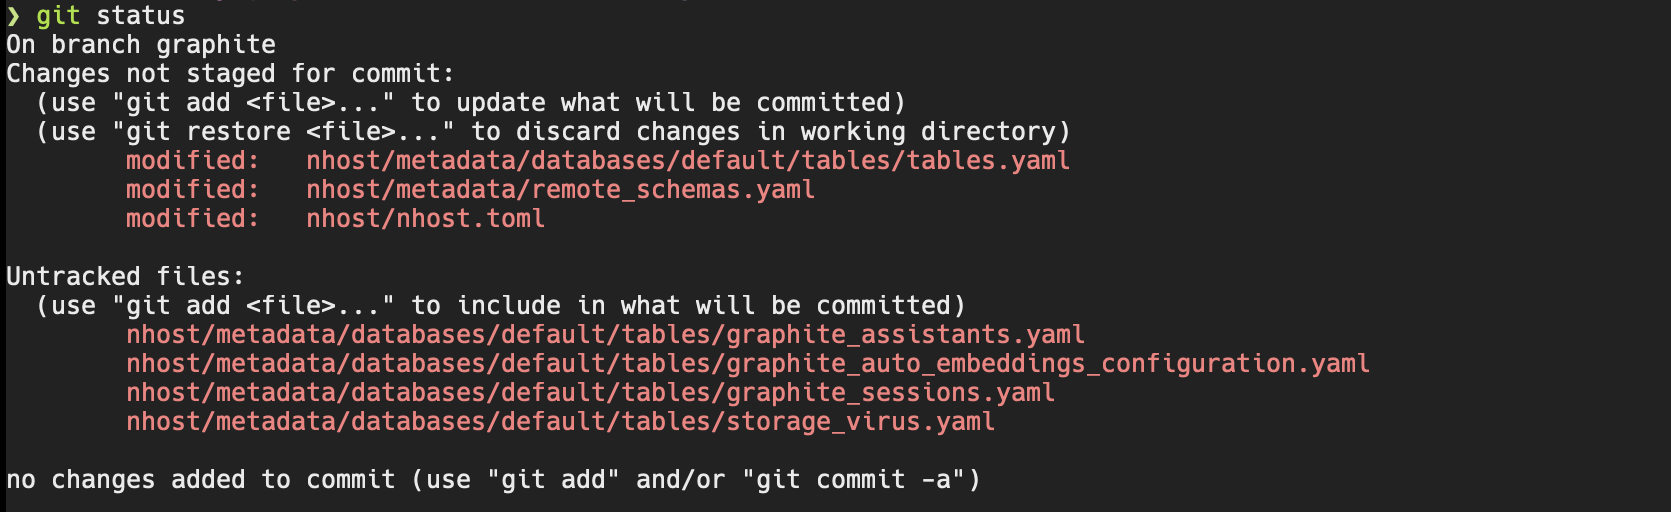 ❯ git status
On branch graphite
Changes not staged for commit:
  (use "git add <file>..." to update what will be committed)
  (use "git restore <file>..." to discard changes in working directory)
        modified:   nhost/metadata/databases/default/tables/tables.yaml
        modified:   nhost/metadata/remote_schemas.yaml
        modified:   nhost/nhost.toml

Untracked files:
  (use "git add <file>..." to include in what will be committed)
        nhost/metadata/databases/default/tables/graphite_assistants.yaml
        nhost/metadata/databases/default/tables/graphite_auto_embeddings_configuration.yaml
        nhost/metadata/databases/default/tables/graphite_sessions.yaml
        nhost/metadata/databases/default/tables/storage_virus.yaml

no changes added to commit (use "git add" and/or "git commit -a")